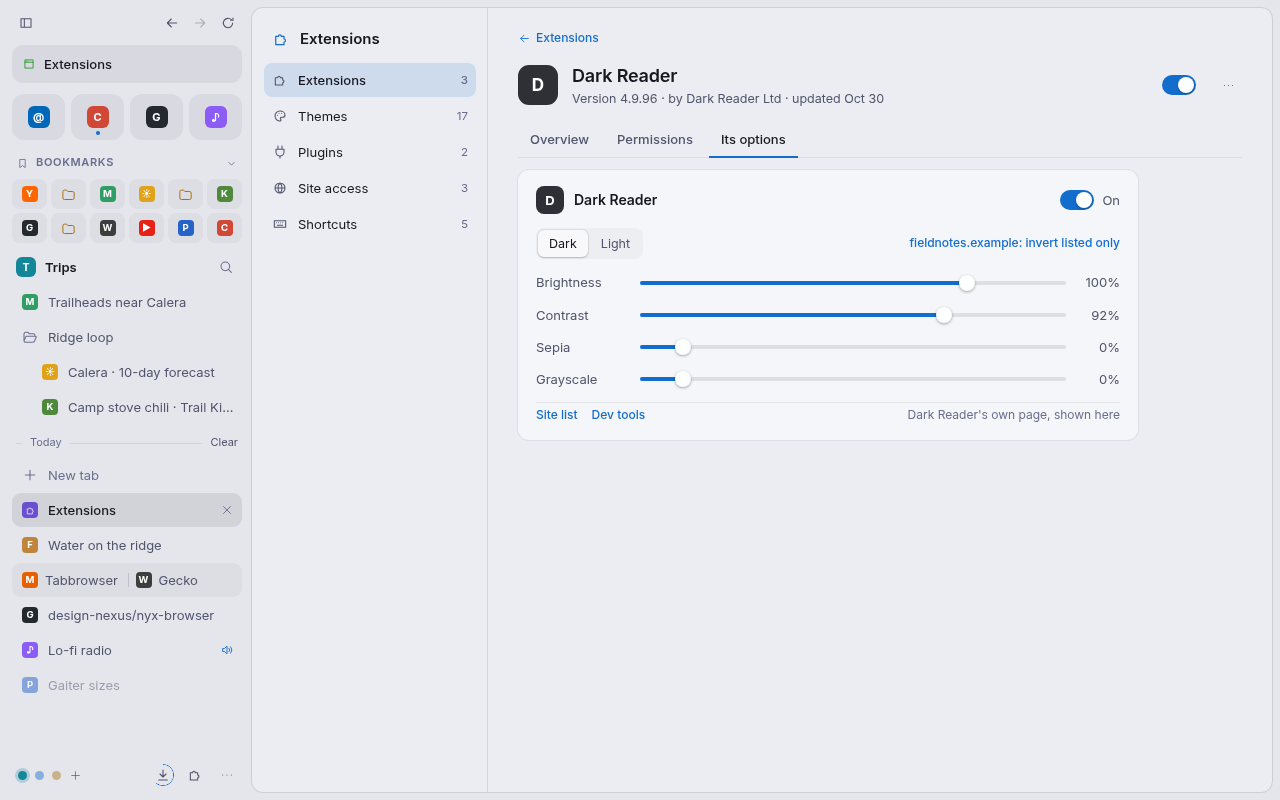 Extensions
@ C G
BOOKMARKS
Y M K
G W P C
T Trips
M Trailheads near Calera
Ridge loop
Calera · 10-day forecast
K Camp stove chili · Trail Ki...
Today Clear
New tab
Extensions
F Water on the ridge
M Tabbrowser W Gecko
G design-nexus/nyx-browser
Lo-fi radio
P Gaiter sizes
Extensions
Extensions 3
Themes 17
Plugins 2
Site access 3
Shortcuts 5
← Extensions
D Dark Reader
Version 4.9.96 · by Dark Reader Ltd · updated Oct 30
Overview Permissions Its options
D Dark Reader On
Dark Light fieldnotes.example: invert listed only
Brightness 100%
Contrast 92%
Sepia 0%
Grayscale 0%
Site list Dev tools Dark Reader's own page, shown here